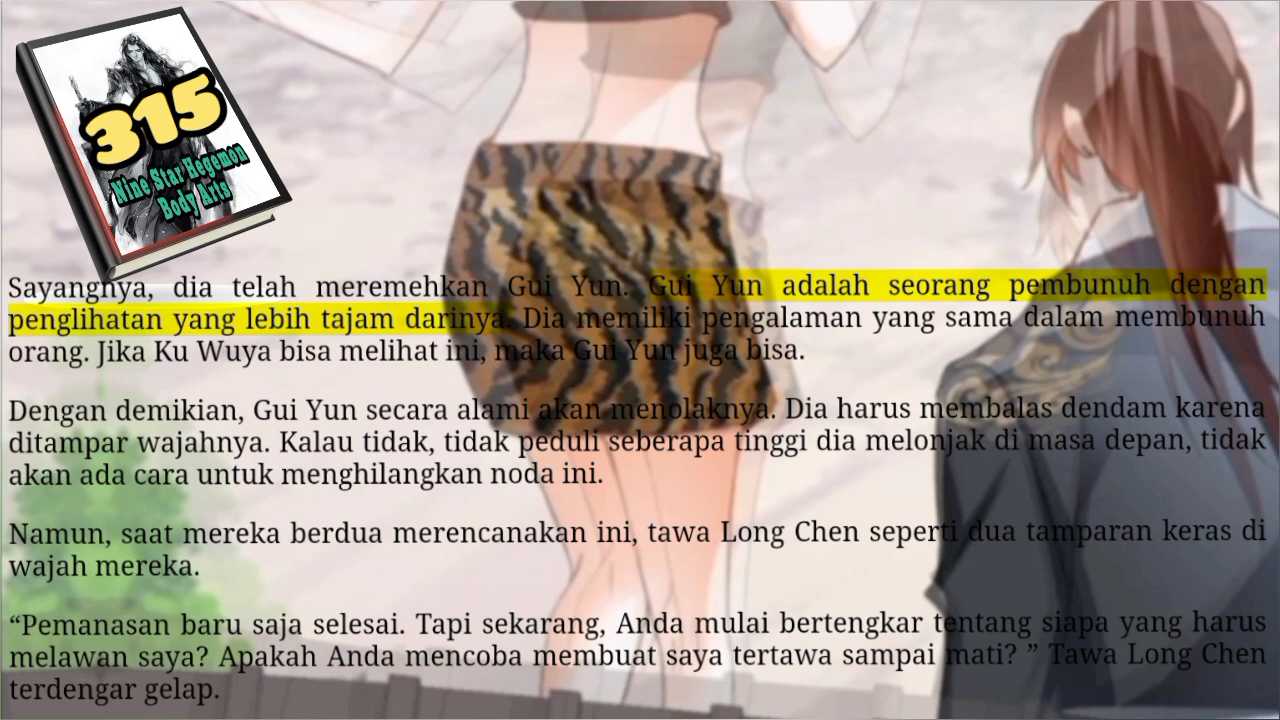 315
Nine Star Hegemon
Body Arts
Sayangnya, dia telah meremehkan Gui Yun. Gui Yun adalah seorang pembunuh dengan
penglihatan yang lebih tajam darinya. Dia memiliki pengalaman yang sama dalam membunuh
orang. Jika Ku Wuya bisa melihat ini, maka Gui Yun juga bisa.
Dengan demikian, Gui Yun secara alami akan menolaknya. Dia harus membalas dendam karena
ditampar wajahnya. Kalau tidak, tidak peduli seberapa tinggi dia melonjak di masa depan, tidak
akan ada cara untuk menghilangkan noda ini.
Namun, saat mereka berdua merencanakan ini, tawa Long Chen seperti dua tamparan keras di
wajah mereka.
“Pemanasan baru saja selesai. Tapi sekarang, Anda mulai bertengkar tentang siapa yang harus
melawan saya? Apakah Anda mencoba membuat saya tertawa sampai mati? ” Tawa Long Chen
terdengar gelap.